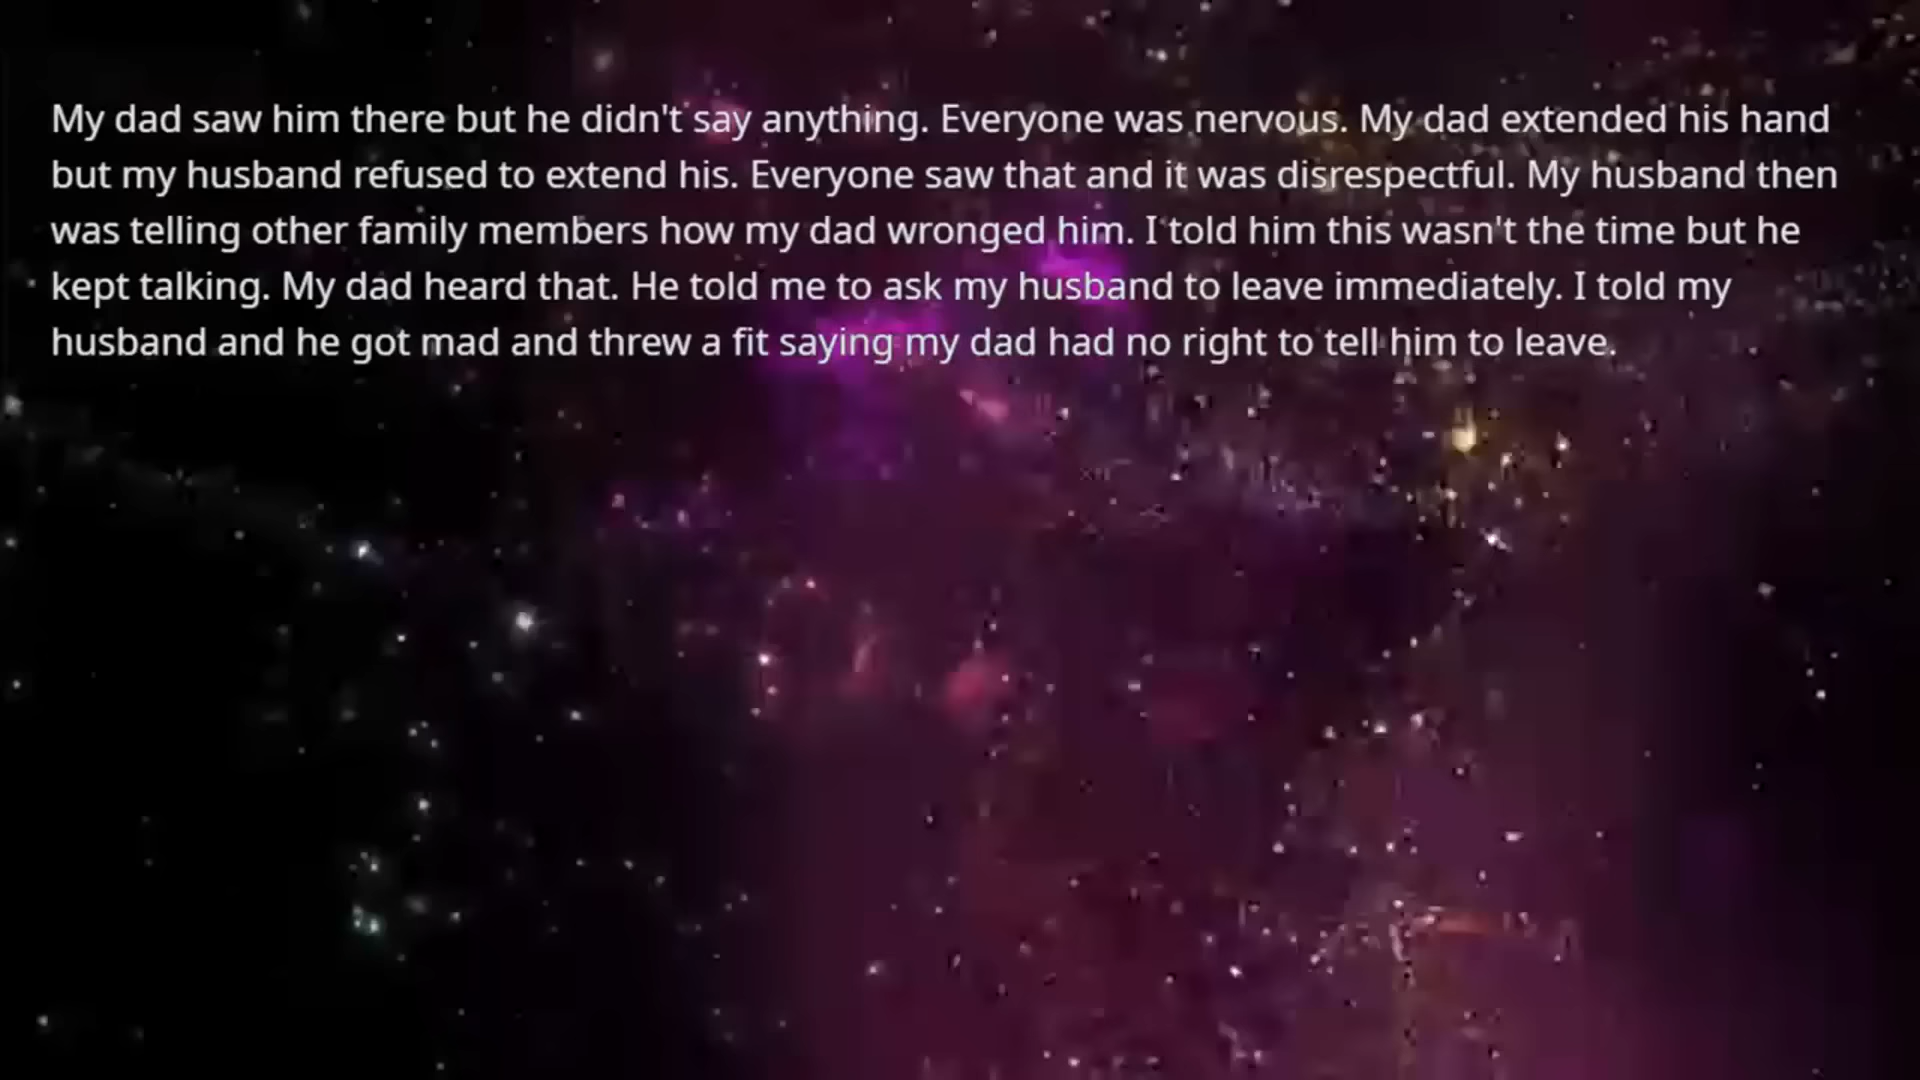 My dad saw him there but he didn't say anything. Everyone was nervous. My dad extended his hand
but my husband refused to extend his. Everyone saw that and it was disrespectful. My husband then
was telling other family members how my dad wronged him. I told him this wasn't the time but he
kept talking. My dad heard that. He told me to ask my husband to leave immediately. I told my
husband and he got mad and threw a fit saying my dad had no right to tell him to leave.